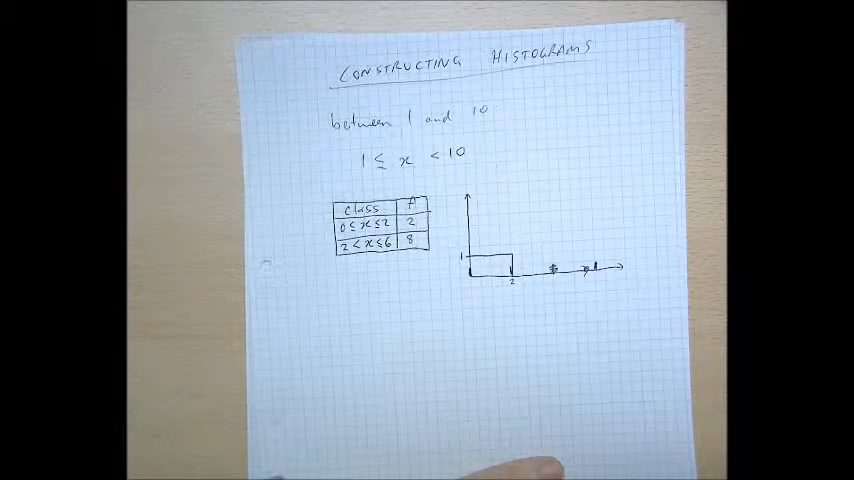 CONSTRUCTING HISTOGRAMS
between 1 and 10
1 ≤ x < 10
class f
0 ≤ x ≤ 2 2
2 < x ≤ 6 8
1
2